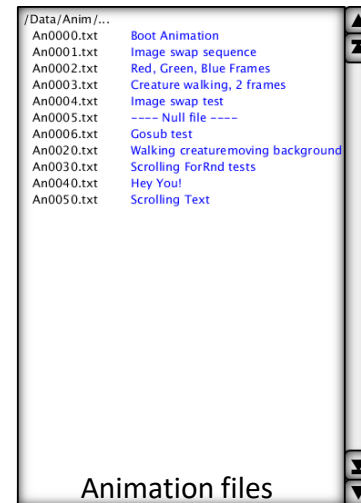 /Data/Anim/...
An0000.txt Boot Animation
An0001.txt Image swap sequence
An0002.txt Red, Green, Blue Frames
An0003.txt Creature walking, 2 frames
An0004.txt Image swap test
An0005.txt ---- Null file ----
An0006.txt Gosub test
An0020.txt Walking creaturemoving background
An0030.txt Scrolling ForRnd tests
An0040.txt Hey You!
An0050.txt Scrolling Text
Animation files